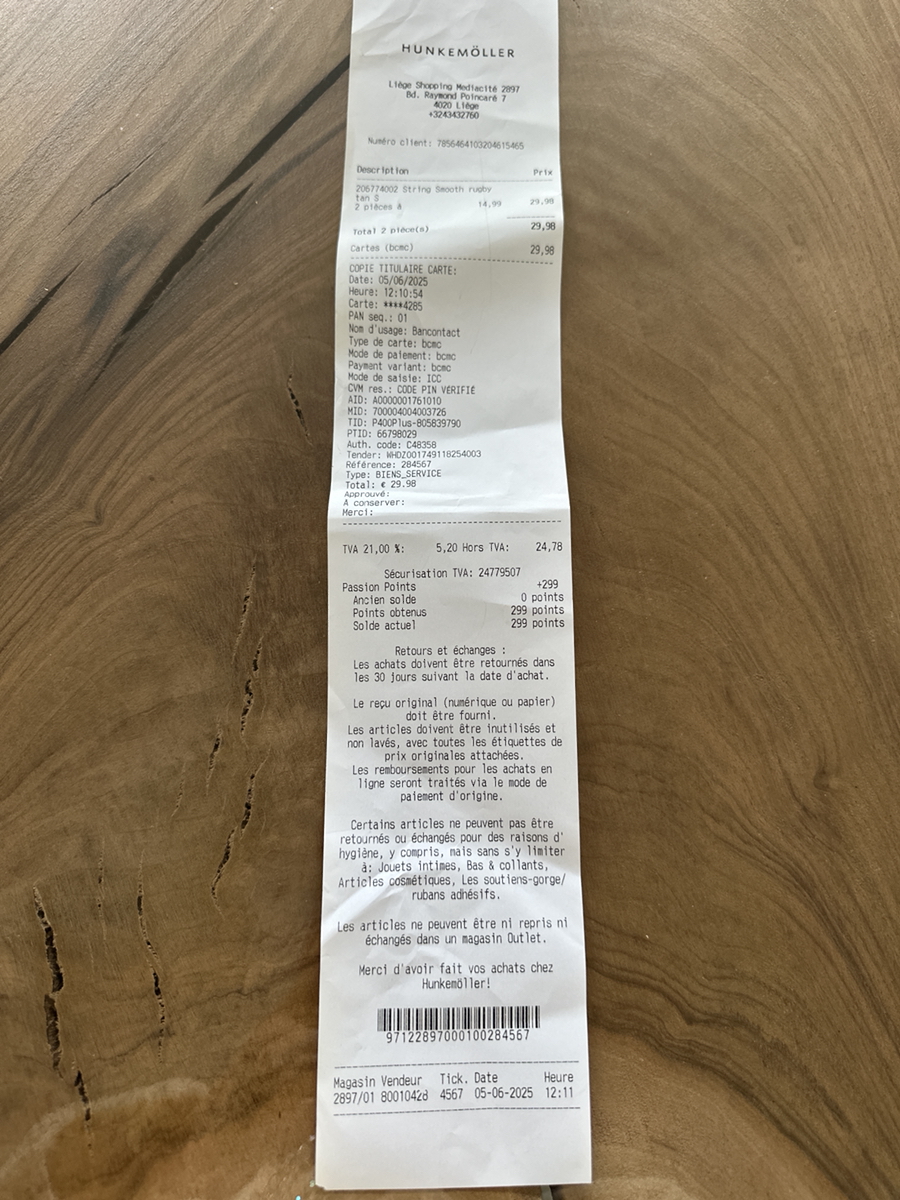 HUNKEMÖLLER
Liège Shopping Mediacité 2897
Bd. Raymond Poincaré 7
4020 Liège
+3243432760
Numéro client: 7856464103204615465
Description Prix
206774002 String Smooth rugby
tan S
2 pièces à 14,99 29,98
Total 2 pièce(s) 29,98
Cartes (bcmc) 29,98
COPIE TITULAIRE CARTE:
Date: 05/06/2025
Heure: 12:10:54
Carte: ****4285
PAN seq.: 01
Nom d'usage: Bancontact
Type de carte: bcmc
Mode de paiement: bcmc
Payment variant: bcmc
Mode de saisie: ICC
CVM res.: CODE PIN VÉRIFIÉ
AID: A0000001761010
MID: 700004004003726
TID: P400Plus-805839790
PTID: 66798029
Auth. code: C48358
Tender: WHDZ001749118254003
Référence: 284567
Type: BIENS_SERVICE
Total: € 29.98
Approuvé:
A conserver:
Merci:
TVA 21,00 %: 5,20 Hors TVA: 24,78
Sécurisation TVA: 24779507
Passion Points +299
Ancien solde 0 points
Points obtenus 299 points
Solde actuel 299 points
Retours et échanges :
Les achats doivent être retournés dans
les 30 jours suivant la date d'achat.
Le reçu original (numérique ou papier)
doit être fourni.
Les articles doivent être inutilisés et
non lavés, avec toutes les étiquettes de
prix originales attachées.
Les remboursements pour les achats en
ligne seront traités via le mode de
paiement d'origine.
Certains articles ne peuvent pas être
retournés ou échangés pour des raisons d'
hygiène, y compris, mais sans s'y limiter
à: Jouets intimes, Bas & collants,
Articles cosmétiques, Les soutiens-gorge/
rubans adhésifs.
Les articles ne peuvent être ni repris ni
échangés dans un magasin Outlet.
Merci d'avoir fait vos achats chez
Hunkemöller!
97122897000100284567
Magasin Vendeur Tick. Date Heure
2897/01 80010428 4567 05-06-2025 12:11